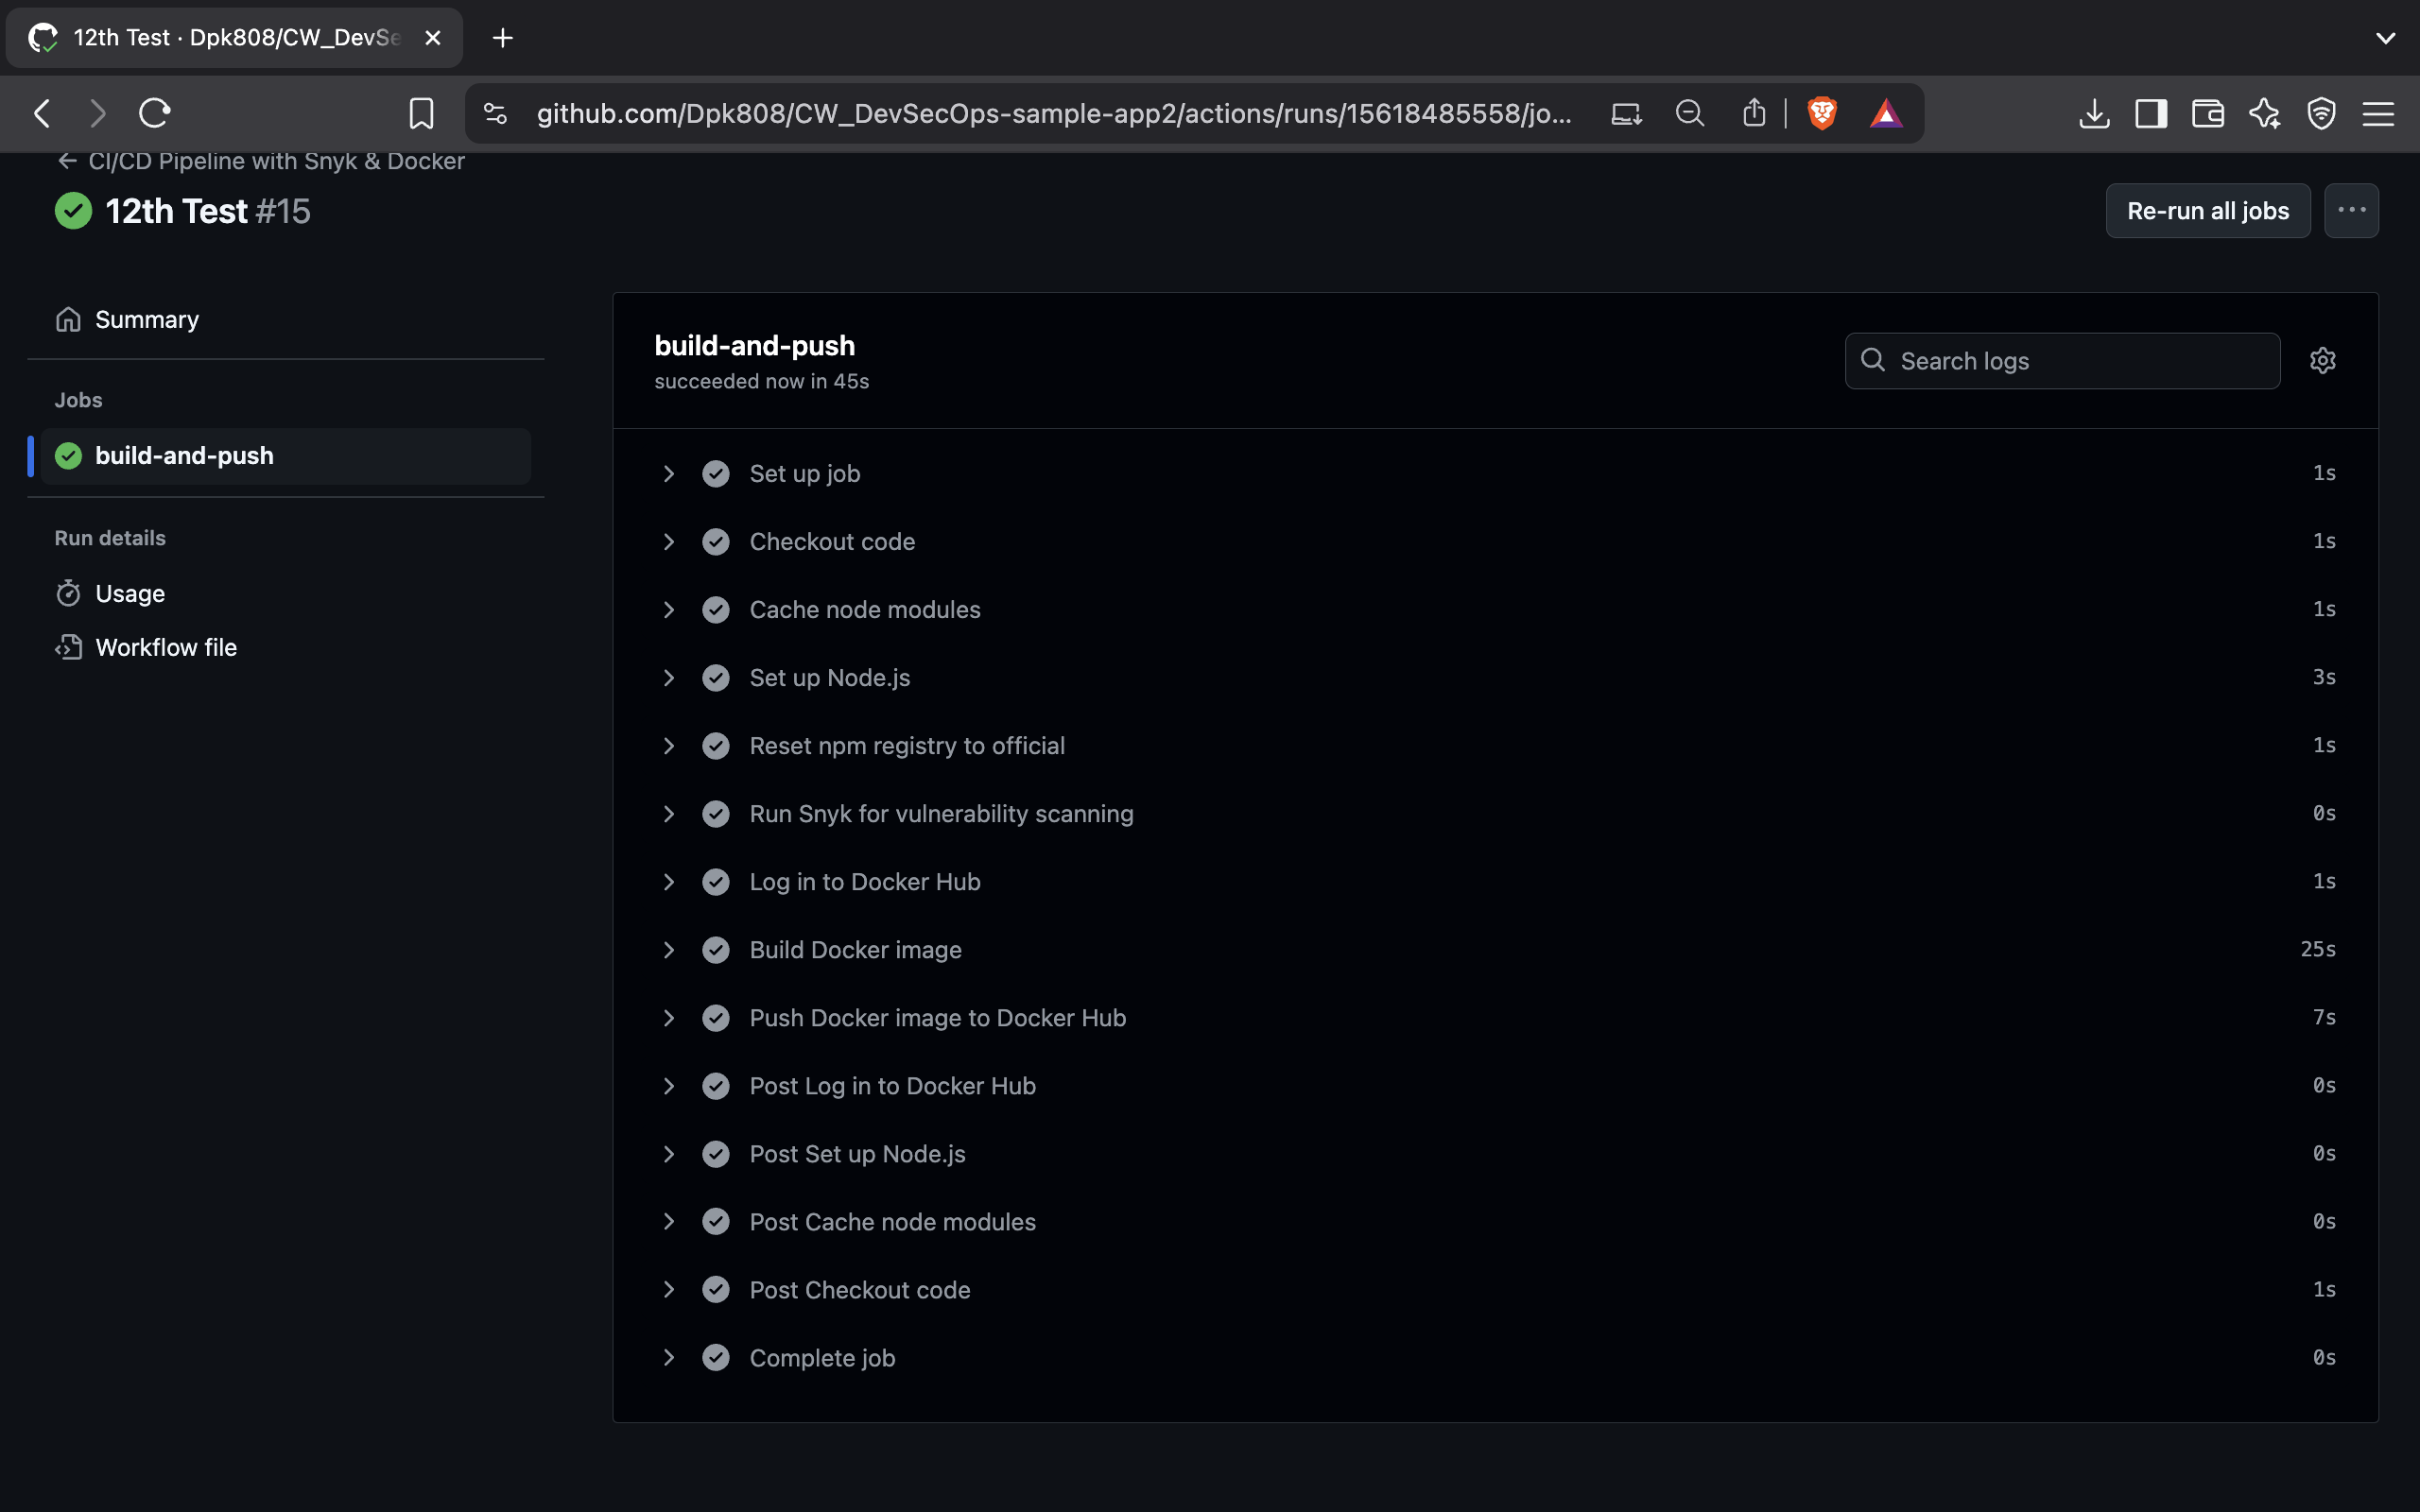 12th Test · Dpk808/CW_DevSe
github.com/Dpk808/CW_DevSecOps-sample-app2/actions/runs/15618485558/jo...
CI/CD Pipeline with Snyk & Docker
12th Test #15
Re-run all jobs
Summary
Jobs
build-and-push
Run details
Usage
Workflow file
build-and-push
succeeded now in 45s
Search logs
Set up job 1s
Checkout code 1s
Cache node modules 1s
Set up Node.js 3s
Reset npm registry to official 1s
Run Snyk for vulnerability scanning 0s
Log in to Docker Hub 1s
Build Docker image 25s
Push Docker image to Docker Hub 7s
Post Log in to Docker Hub 0s
Post Set up Node.js 0s
Post Cache node modules 0s
Post Checkout code 1s
Complete job 0s